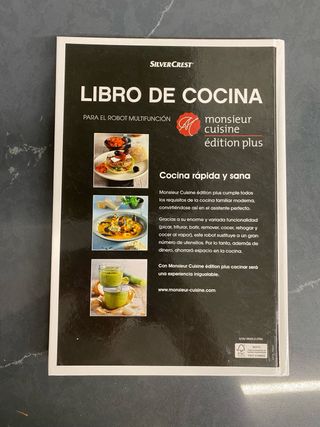 SILVERCREST
LIBRO DE COCINA
PARA EL ROBOT MULTIFUNCIÓN
monsieur
cuisine
édition plus
Cocina rápida y sana
Monsieur Cuisine édition plus cumple todos
los requisitos de la cocina familiar moderna,
convirtiéndose así en el asistente perfecto.
Gracias a su enorme y variada funcionalidad
(picar, triturar, batir, remover, cocer, rehogar y
cocer al vapor), este robot sustituye a un gran
número de utensilios. Por lo tanto, además de
dinero, ahorrará espacio en la cocina.
Con Monsieur Cuisine édition plus cocinar será
una experiencia inigualable.
www.monsieur-cuisine.com
FSC